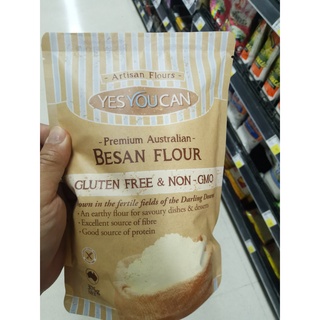 - Artisan Flours -
YES YOU CAN
- Premium Australian -
BESAN FLOUR
GLUTEN FREE & NON-GMO
Grown in the fertile fields of the Darling Downs
• An earthy flour for savoury dishes & desserts
• Excellent source of fibre
• Good source of protein